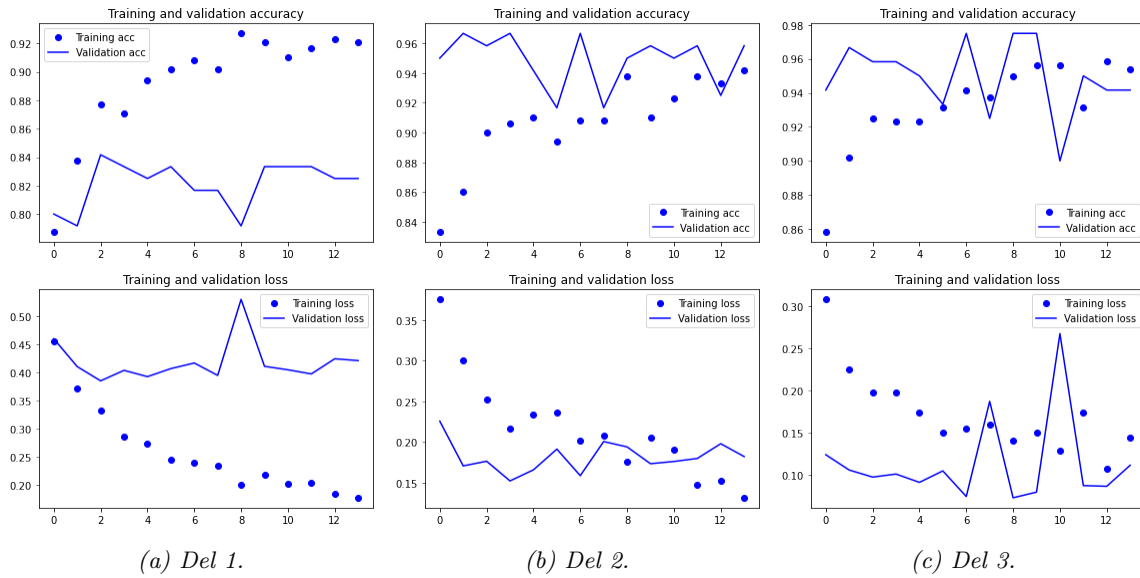 Training and validation accuracy
Training acc
Validation acc
0.92
0.90
0.88
0.86
0.84
0.82
0.80
0 2 4 6 8 10 12
Training and validation accuracy
0.96
0.94
0.92
0.90
0.88
0.86
0.84
Training acc
Validation acc
0 2 4 6 8 10 12
Training and validation accuracy
0.98
0.96
0.94
0.92
0.90
0.88
0.86
Training acc
Validation acc
0 2 4 6 8 10 12
Training and validation loss
Training loss
Validation loss
0.50
0.45
0.40
0.35
0.30
0.25
0.20
0 2 4 6 8 10 12
(a) Del 1.
Training and validation loss
Training loss
Validation loss
0.35
0.30
0.25
0.20
0.15
0 2 4 6 8 10 12
(b) Del 2.
Training and validation loss
Training loss
Validation loss
0.30
0.25
0.20
0.15
0.10
0 2 4 6 8 10 12
(c) Del 3.